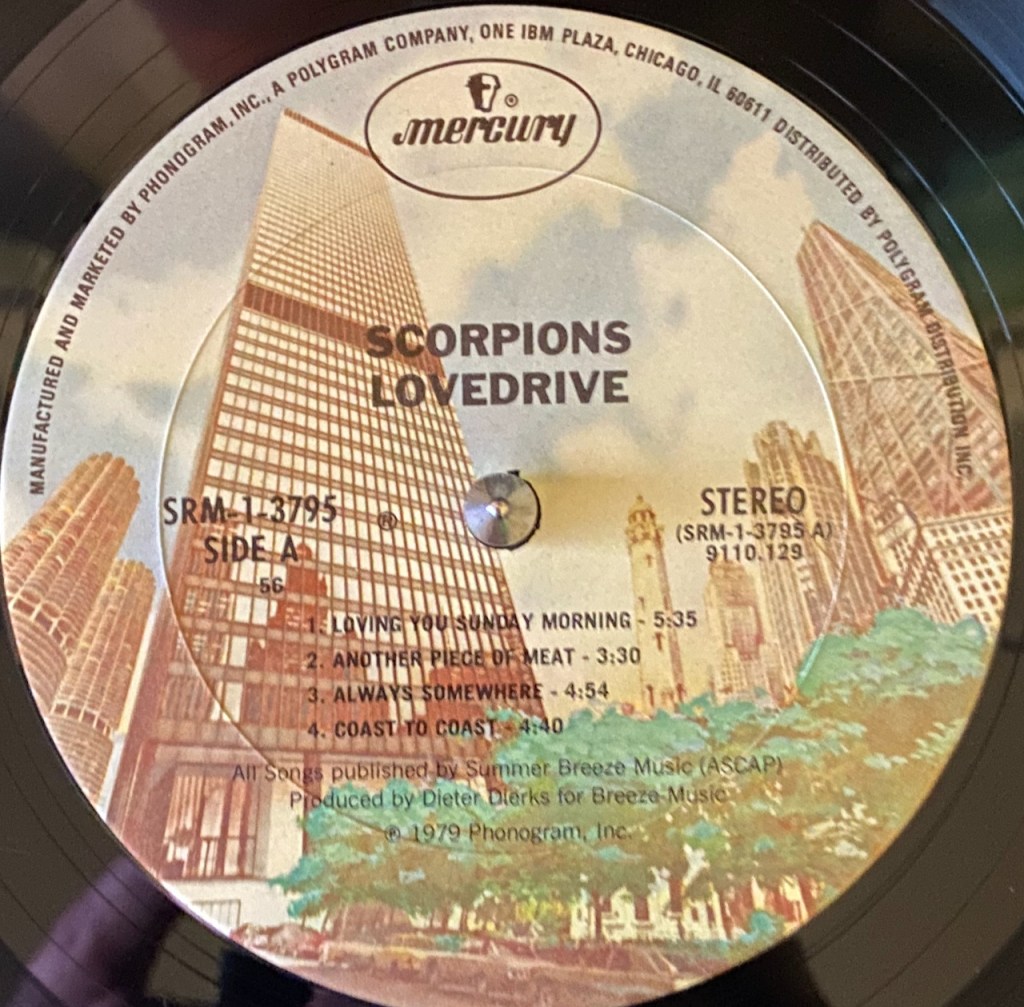 MANUFACTURED AND MARKETED BY PHONOGRAM, INC., A POLYGRAM COMPANY, ONE IBM PLAZA, CHICAGO, IL 60611 DISTRIBUTED BY POLYGRAM DISTRIBUTION INC.
®
mercury
SCORPIONS
LOVEDRIVE
SRM-1-3795
SIDE A
56
®
STEREO
(SRM-1-3795 A)
9110.129
1. LOVING YOU SUNDAY MORNING - 5:35
2. ANOTHER PIECE OF MEAT - 3:30
3. ALWAYS SOMEWHERE - 4:54
4. COAST TO COAST - 4:40
All Songs published by Summer Breeze Music (ASCAP)
Produced by Dieter Dierks for Breeze-Music
℗ 1979 Phonogram, Inc.